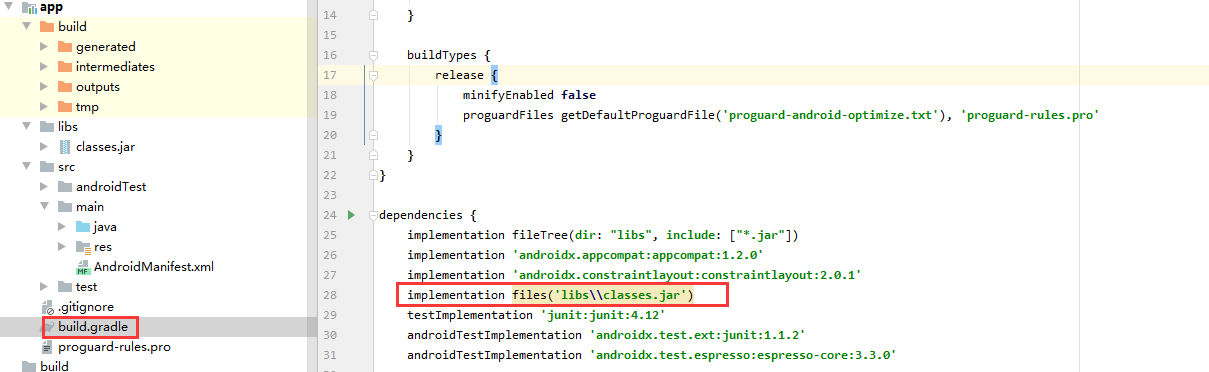 app
build
generated
intermediates
outputs
tmp
libs
classes.jar
src
androidTest
main
java
res
MF AndroidManifest.xml
test
.gitignore
build.gradle
proguard-rules.pro
build
14 }
15
16 buildTypes {
17 release {
18 minifyEnabled false
19 proguardFiles getDefaultProguardFile('proguard-android-optimize.txt'), 'proguard-rules.pro'
20 }
21 }
22 }
23
24 dependencies {
25 implementation fileTree(dir: "libs", include: ["*.jar"])
26 implementation 'androidx.appcompat:appcompat:1.2.0'
27 implementation 'androidx.constraintlayout:constraintlayout:2.0.1'
28 implementation files('libs\\classes.jar')
29 testImplementation 'junit:junit:4.12'
30 androidTestImplementation 'androidx.test.ext:junit:1.1.2'
31 androidTestImplementation 'androidx.test.espresso:espresso-core:3.3.0'